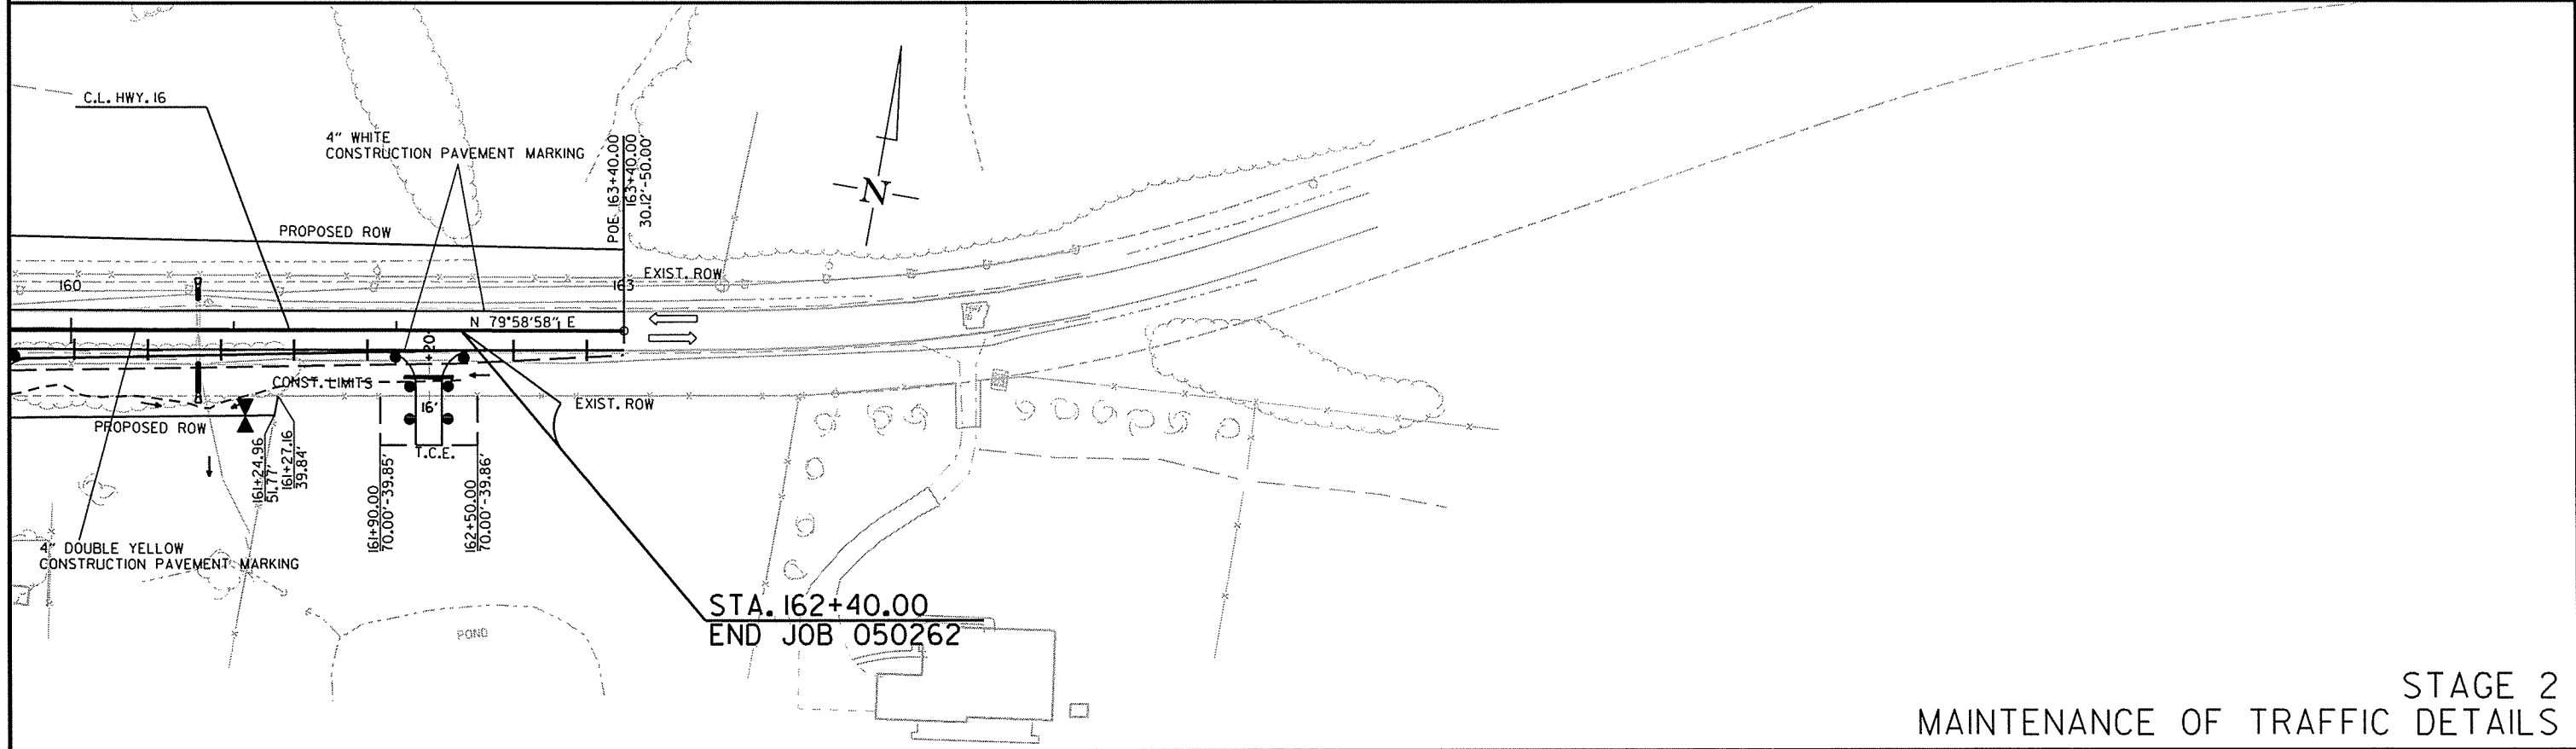 C.L. HWY. 16
4" WHITE
CONSTRUCTION PAVEMENT MARKING
POE 163+40.00
163+40.00
30.12'-50.00'
N
PROPOSED ROW
EXIST. ROW
160
163
N 79°58'58" E
+20
CONST. LIMITS
16'
EXIST. ROW
PROPOSED ROW
T.C.E.
161+24.96
51.77'
161+27.16
39.84'
161+90.00
70.00'-39.85'
162+50.00
70.00'-39.86'
4" DOUBLE YELLOW
CONSTRUCTION PAVEMENT MARKING
STA. 162+40.00
END JOB 050262
POND
STAGE 2
MAINTENANCE OF TRAFFIC DETAILS